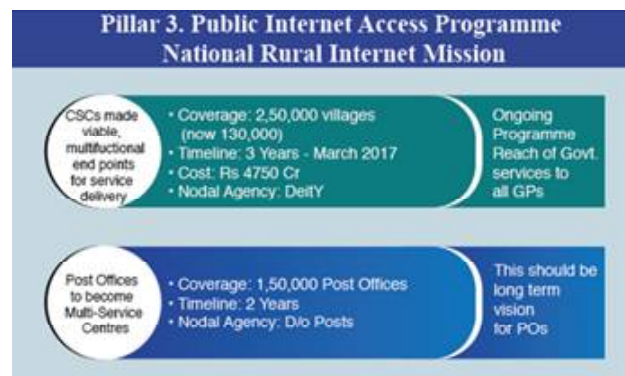 Pillar 3. Public Internet Access Programme
National Rural Internet Mission
CSCs made
viable,
multifuctional
end points
for service
delivery
• Coverage: 2,50,000 villages
(now 130,000)
• Timeline: 3 Years - March 2017
• Cost: Rs 4750 Cr
• Nodal Agency: DeitY
Ongoing
Programme
Reach of Govt.
services to
all GPs
Post Offices
to become
Multi-Service
Centres
• Coverage: 1,50,000 Post Offices
• Timeline: 2 Years
• Nodal Agency: D/o Posts
This should be
long term
vision
for POs